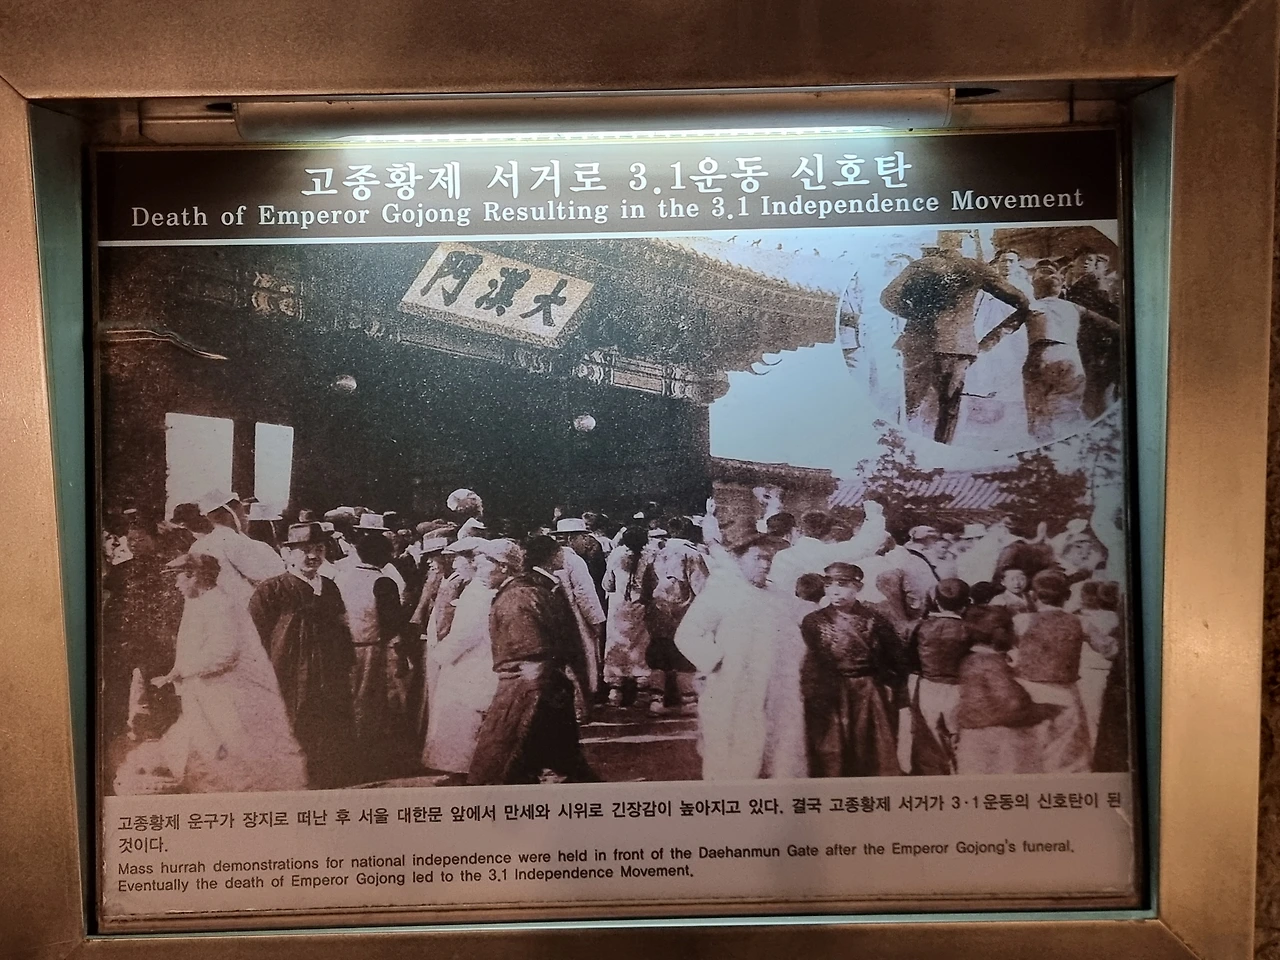 고종황제 서거로 3.1운동 신호탄
Death of Emperor Gojong Resulting in the 3.1 Independence Movement
門漢大
고종황제 운구가 장지로 떠난 후 서울 대한문 앞에서 만세와 시위로 긴장감이 높아지고 있다. 결국 고종황제 서거가 3·1운동의 신호탄이 된
것이다.
Mass hurrah demonstrations for national independence were held in front of the Daehanmun Gate after the Emperor Gojong's funeral.
Eventually the death of Emperor Gojong led to the 3.1 Independence Movement.